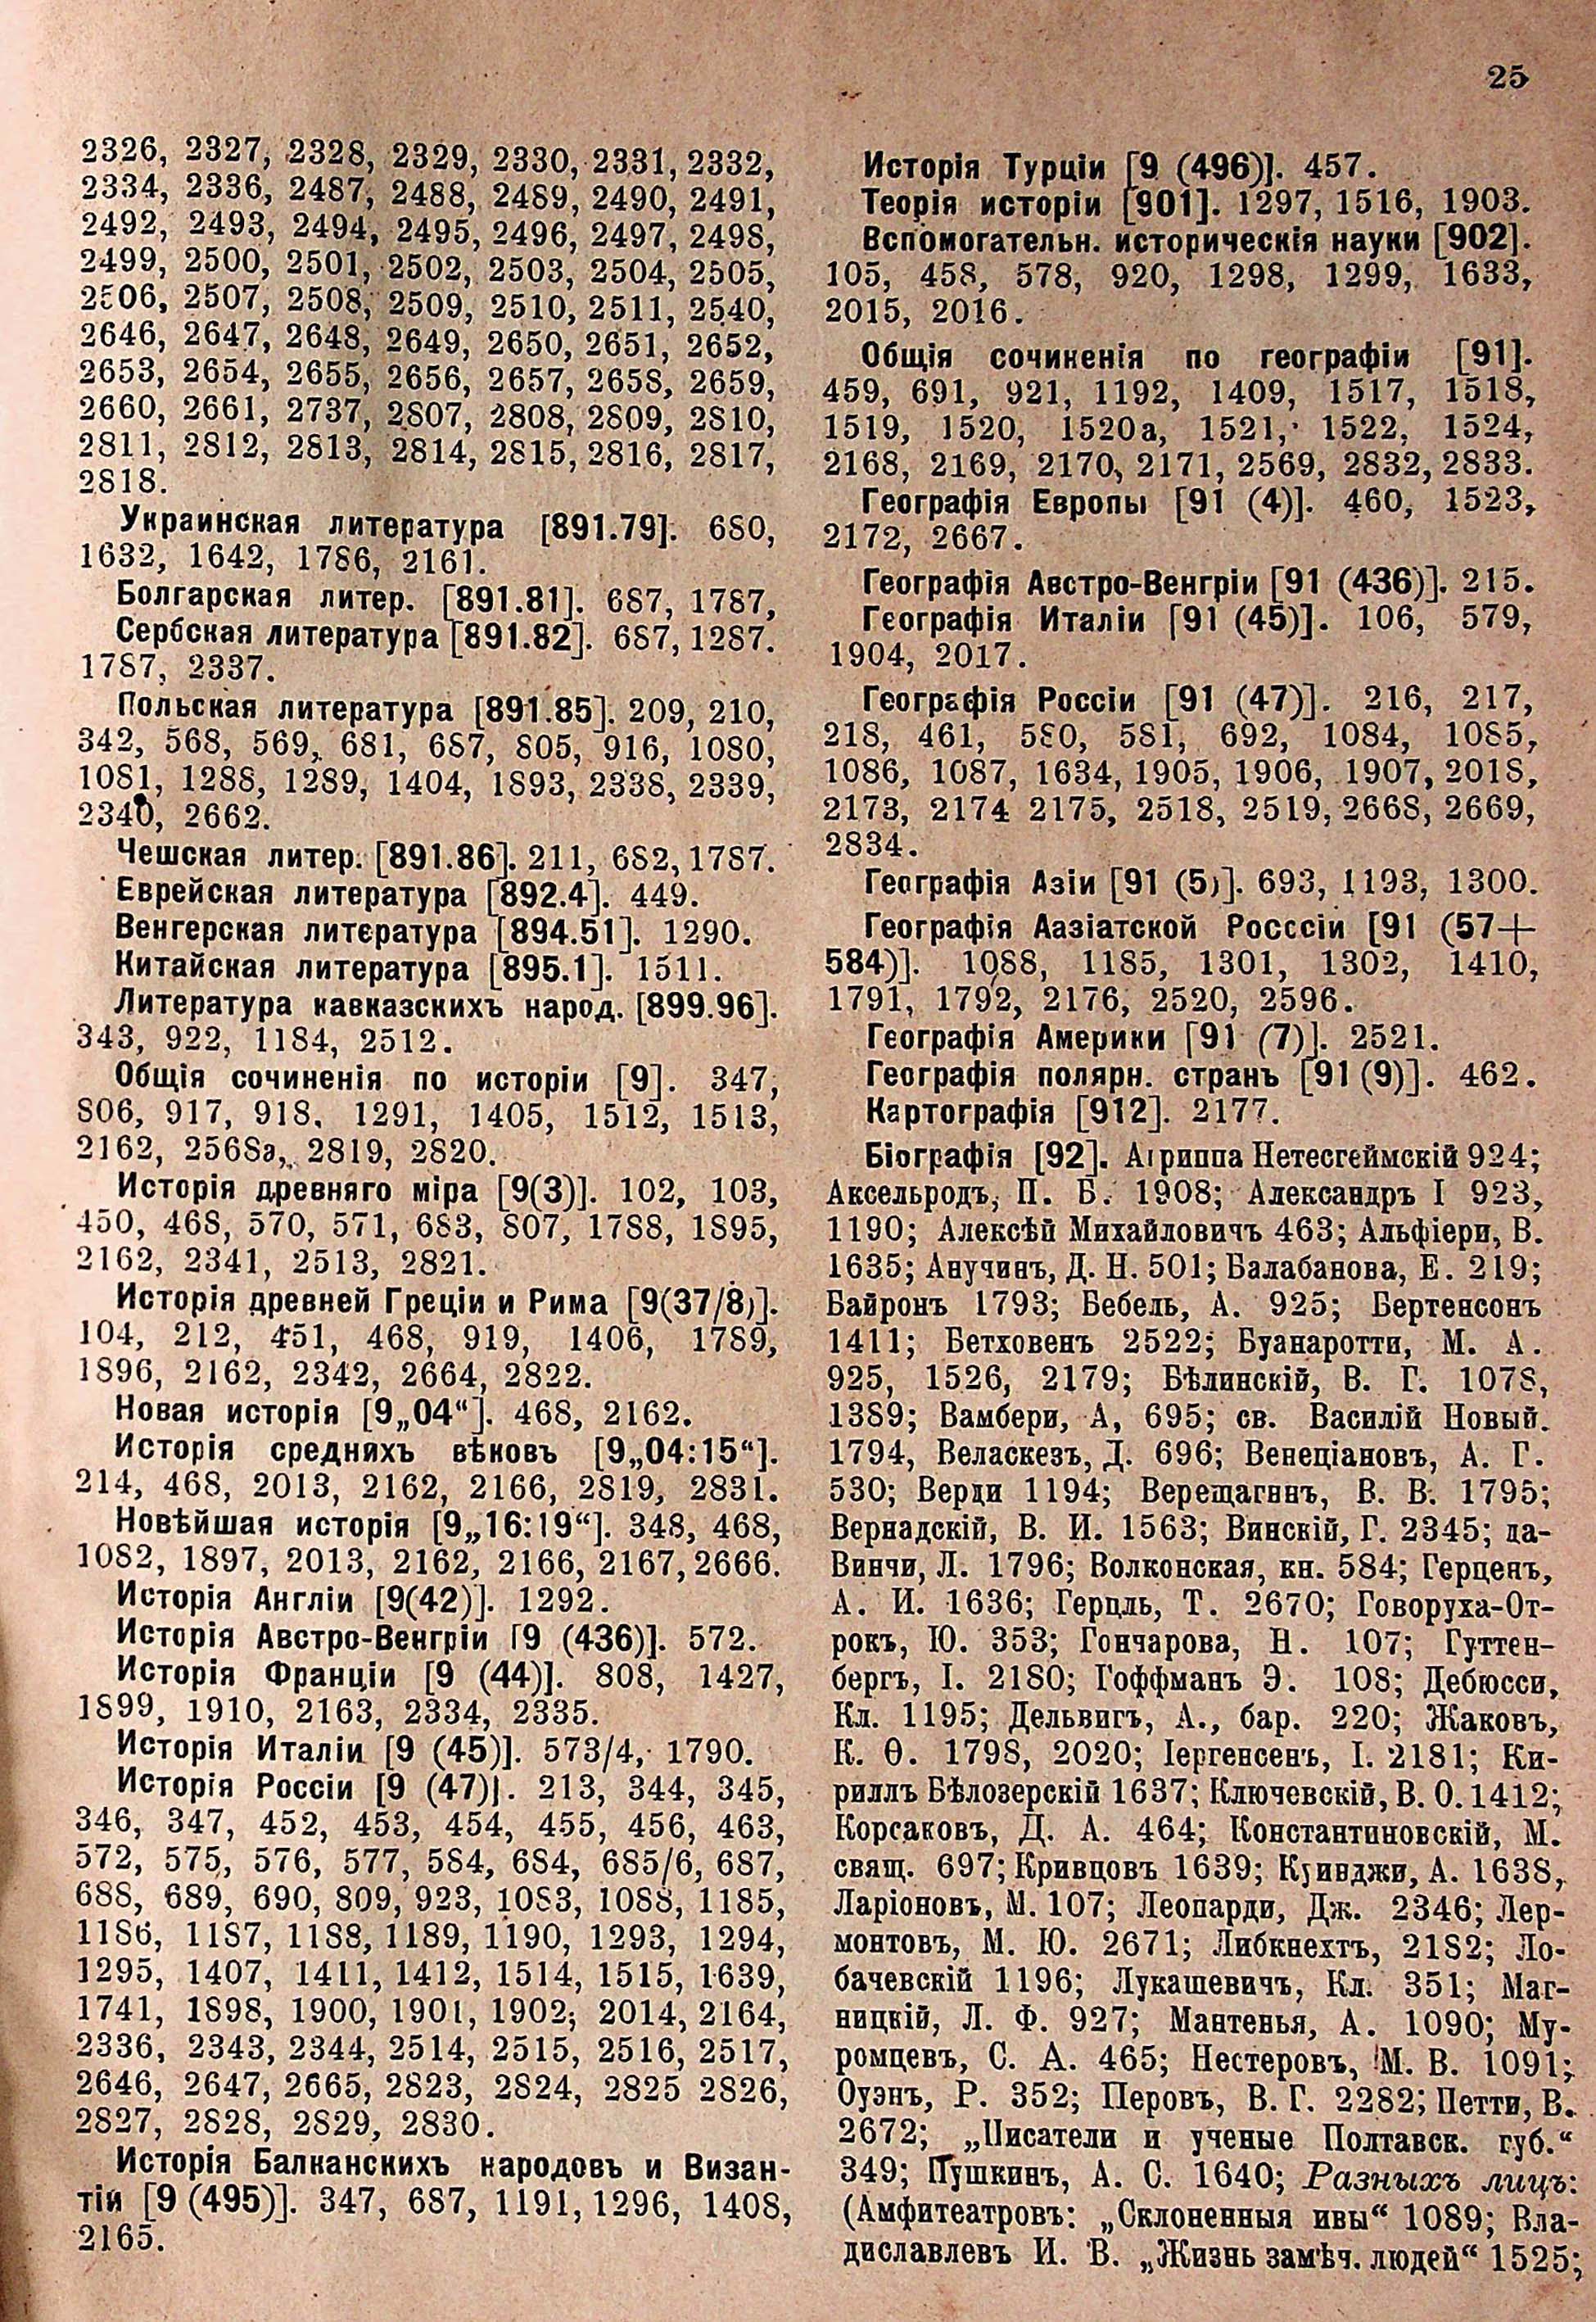 25
2326, 2327, 2328, 2329, 2330, 2331, 2332,
2334, 2336, 2487, 2488, 2489, 2490, 2491,
2492, 2493, 2494, 2495, 2496, 2497, 2498,
2499, 2500, 2501, 2502, 2503, 2504, 2505,
2506, 2507, 2508, 2509, 2510, 2511, 2540,
2646, 2647, 2648, 2649, 2650, 2651, 2652,
2653, 2654, 2655, 2656, 2657, 2658, 2659,
2660, 2661, 2737, 2807, 2808, 2809, 2810,
2811, 2812, 2813, 2814, 2815, 2816, 2817,
2818.
Украинская литература [891.79]. 680,
1632, 1642, 1786, 2161.
Болгарская литер. [891.81]. 687, 1787,
Сербская литература [891.82]. 687, 1287.
1787, 2337.
Польская литература [891.85]. 209, 210,
342, 568, 569, 681, 687, 805, 916, 1080,
1081, 1288, 1289, 1404, 1893, 2338, 2339,
2340, 2662.
Чешская литер. [891.86]. 211, 682, 1787.
Еврейская литература [892.4]. 449.
Венгерская литература [894.51]. 1290.
Китайская литература [895.1]. 1511.
Литература кавказскихъ народ. [899.96].
343, 922, 1184, 2512.
Общія сочиненія по исторіи [9]. 347,
806, 917, 918, 1291, 1405, 1512, 1513,
2162, 2568а, 2819, 2820.
Исторія древняго міра [9(3)]. 102, 103,
450, 468, 570, 571, 683, 807, 1788, 1895,
2162, 2341, 2513, 2821.
Исторія древней Греціи и Рима [9(37/8)].
104, 212, 451, 468, 919, 1406, 1789,
1896, 2162, 2342, 2664, 2822.
Новая исторія [9„04“]. 468, 2162.
Исторія среднихъ вѣковъ [9„04:15“].
214, 468, 2013, 2162, 2166, 2819, 2831.
Новѣйшая исторія [9„16:19“]. 348, 468,
1082, 1897, 2013, 2162, 2166, 2167, 2666.
Исторія Англіи [9(42)]. 1292.
Исторія Австро-Венгріи [9 (436)]. 572.
Исторія Франціи [9 (44)]. 808, 1427,
1899, 1910, 2163, 2334, 2335.
Исторія Италіи [9 (45)]. 573/4, 1790.
Исторія Россіи [9 (47)]. 213, 344, 345,
346, 347, 452, 453, 454, 455, 456, 463,
572, 575, 576, 577, 584, 684, 685/6, 687,
688, 689, 690, 809, 923, 1083, 1088, 1185,
1186, 1187, 1188, 1189, 1190, 1293, 1294,
1295, 1407, 1411, 1412, 1514, 1515, 1639,
1741, 1898, 1900, 1901, 1902; 2014, 2164,
2336, 2343, 2344, 2514, 2515, 2516, 2517,
2646, 2647, 2665, 2823, 2824, 2825 2826,
2827, 2828, 2829, 2830.
Исторія Балканскихъ народовъ и Визан-
тіи [9 (495)]. 347, 687, 1191, 1296, 1408,
2165.
Исторія Турціи [9 (496)]. 457.
Теорія исторіи [901]. 1297, 1516, 1903.
Вспомогательн. историческія науки [902].
105, 458, 578, 920, 1298, 1299, 1633,
2015, 2016.
Общія сочиненія по географіи [91].
459, 691, 921, 1192, 1409, 1517, 1518,
1519, 1520, 1520а, 1521, 1522, 1524,
2168, 2169, 2170, 2171, 2569, 2832, 2833.
Географія Европы [91 (4)]. 460, 1523,
2172, 2667.
Географія Австро-Венгріи [91 (436)]. 215.
Географія Италіи [91 (45)]. 106, 579,
1904, 2017.
Географія Россіи [91 (47)]. 216, 217,
218, 461, 580, 581, 692, 1084, 1085,
1086, 1087, 1634, 1905, 1906, 1907, 2018,
2173, 2174 2175, 2518, 2519, 2668, 2669,
2834.
Географія Азіи [91 (5)]. 693, 1193, 1300.
Географія Аазіатской Росссіи [91 (57+
584)]. 1088, 1185, 1301, 1302, 1410,
1791, 1792, 2176, 2520, 2596.
Географія Америки [91 (7)]. 2521.
Географія полярн. странъ [91 (9)]. 462.
Картографія [912]. 2177.
Біографія [92]. Агриппа Нетесгеймскій 924;
Аксельродъ, П. Б. 1908; Александръ I 923,
1190; Алексѣй Михайловичъ 463; Альфіери, В.
1635; Анучинъ, Д. Н. 501; Балабанова, Е. 219;
Байронъ 1793; Бебель, А. 925; Бертенсонъ
1411; Бетховенъ 2522; Буанаротти, М. А.
925, 1526, 2179; Бѣлинскій, В. Г. 1078,
1389; Вамбери, А, 695; св. Василій Новый.
1794, Веласкезъ, Д. 696; Венеціановъ, А. Г.
530; Верди 1194; Верещагинъ, В. В. 1795;
Вернадскій, В. И. 1563; Винскій, Г. 2345; да-
Винчи, Л. 1796; Волконская, кн. 584; Герценъ,
А. И. 1636; Герцль, Т. 2670; Говоруха-От-
рокъ, Ю. 353; Гончарова, Н. 107; Гуттен-
бергъ, І. 2180; Гоффманъ Э. 108; Дебюсси,
Кл. 1195; Дельвигъ, А., бар. 220; Жаковъ,
К. Ѳ. 1798, 2020; Іергенсенъ, І. 2181; Ки-
риллъ Бѣлозерскій 1637; Ключевскій, В. О. 1412;
Корсаковъ, Д. А. 464; Константиновскій, М.
свящ. 697; Кривцовъ 1639; Куинджи, А. 1638,
Ларіоновъ, М. 107; Леопарди, Дж. 2346; Лер-
монтовъ, М. Ю. 2671; Либкнехтъ, 2182; Ло-
бачевскій 1196; Лукашевичъ, Кл. 351; Маг-
ницкій, Л. Ф. 927; Мантенья, А. 1090; Му-
ромцевъ, С. А. 465; Нестеровъ, М. В. 1091;
Оуэнъ, Р. 352; Перовъ, В. Г. 2282; Петти, В.
2672; „Писатели и ученые Полтавск. губ.“
349; Пушкинъ, А. С. 1640; Разныхъ лицъ:
(Амфитеатровъ: „Склоненныя ивы“ 1089; Вла-
диславлевъ И. В. „Жизнь замѣч. людей“ 1525;